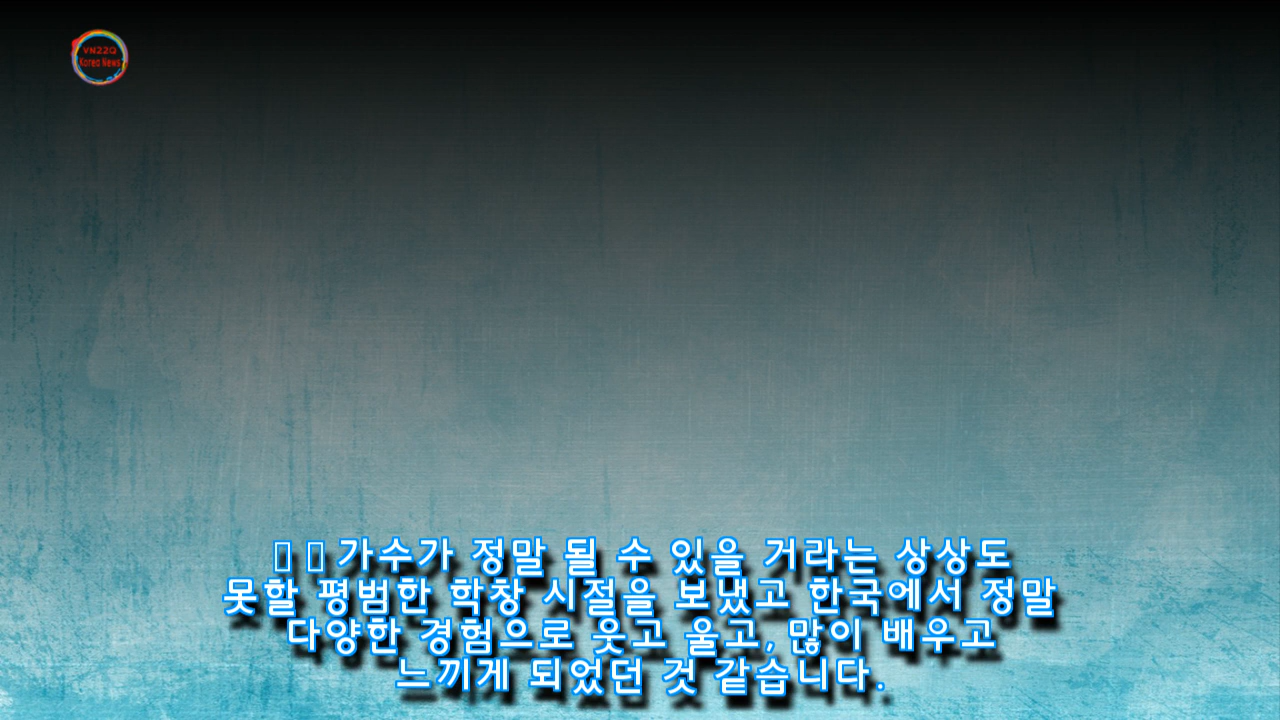 VN22Q
Korea News
가수가 정말 될 수 있을 거라는 상상도
못할 평범한 학창 시절을 보냈고 한국에서 정말
다양한 경험으로 웃고 울고, 많이 배우고
느끼게 되었던 것 같습니다.